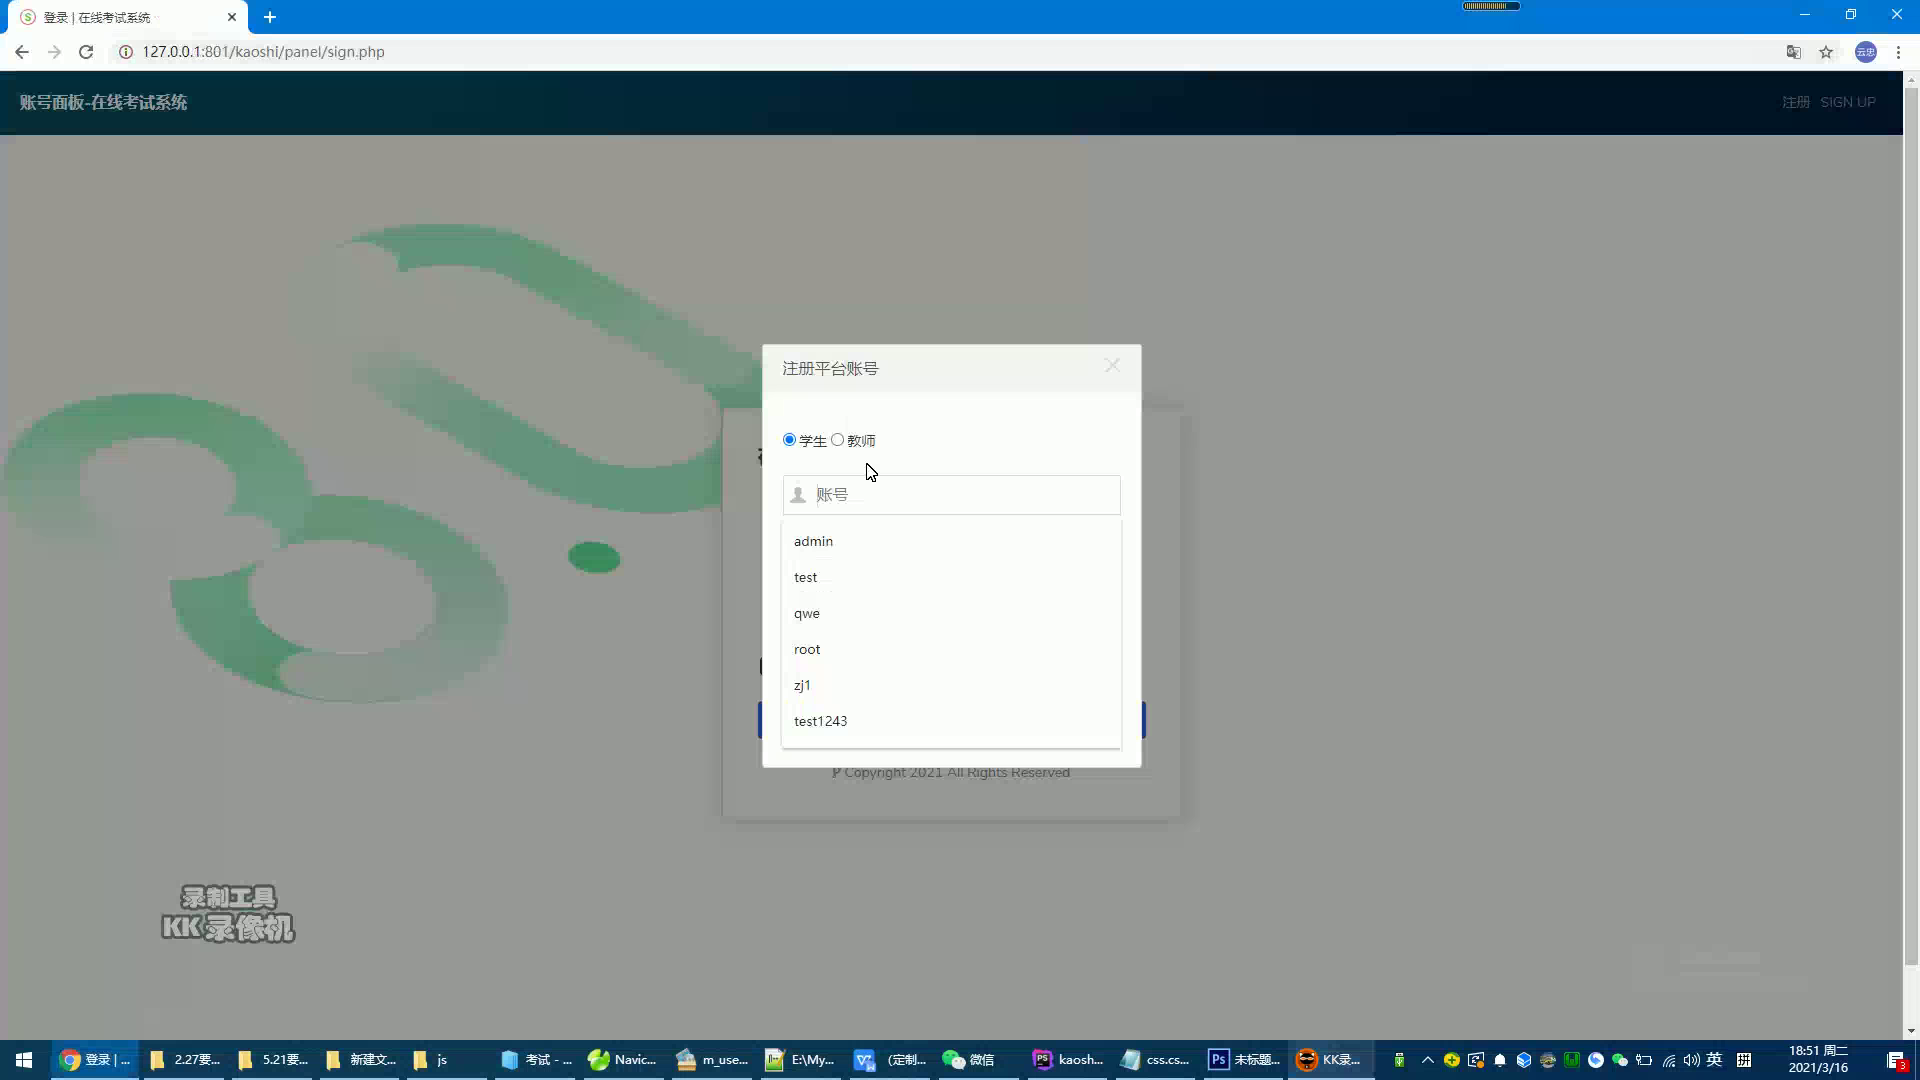 登录 | 在线考试系统
127.0.0.1:801/kaoshi/panel/sign.php
云忠
账号面板-在线考试系统
注册 SIGN UP
注册平台账号
学生 教师
账号
admin
test
qwe
root
zj1
test1243
Copyright 2021 All Rights Reserved
录制工具
KK 录像机
登录 | ...
2.27要...
5.21要...
新建文...
js
考试 - ...
Navic...
m_use...
E:\My...
(定制...
微信
kaosh...
css.cs...
未标题...
KK录...
英
拼
18:51 周二
2021/3/16
3